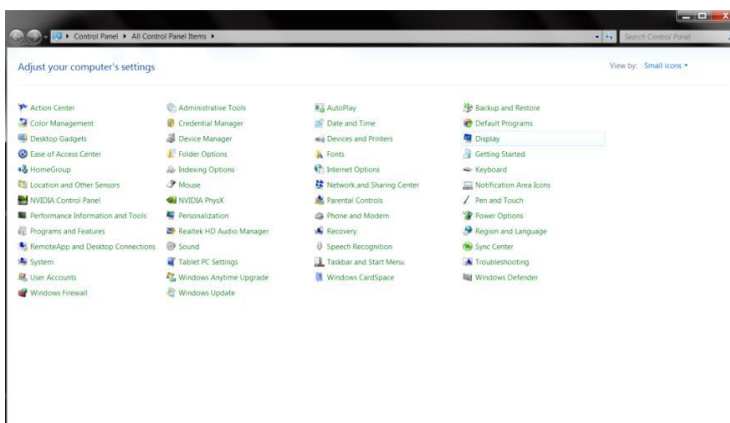 Control Panel ▸ All Control Panel Items ▸ Search Control Panel
Adjust your computer's settings View by: Small icons
Action Center Administrative Tools AutoPlay Backup and Restore
Color Management Credential Manager Date and Time Default Programs
Desktop Gadgets Device Manager Devices and Printers Display
Ease of Access Center Folder Options Fonts Getting Started
HomeGroup Indexing Options Internet Options Keyboard
Location and Other Sensors Mouse Network and Sharing Center Notification Area Icons
NVIDIA Control Panel NVIDIA PhysX Parental Controls Pen and Touch
Performance Information and Tools Personalization Phone and Modem Power Options
Programs and Features Realtek HD Audio Manager Recovery Region and Language
RemoteApp and Desktop Connections Sound Speech Recognition Sync Center
System Tablet PC Settings Taskbar and Start Menu Troubleshooting
User Accounts Windows Anytime Upgrade Windows CardSpace Windows Defender
Windows Firewall Windows Update